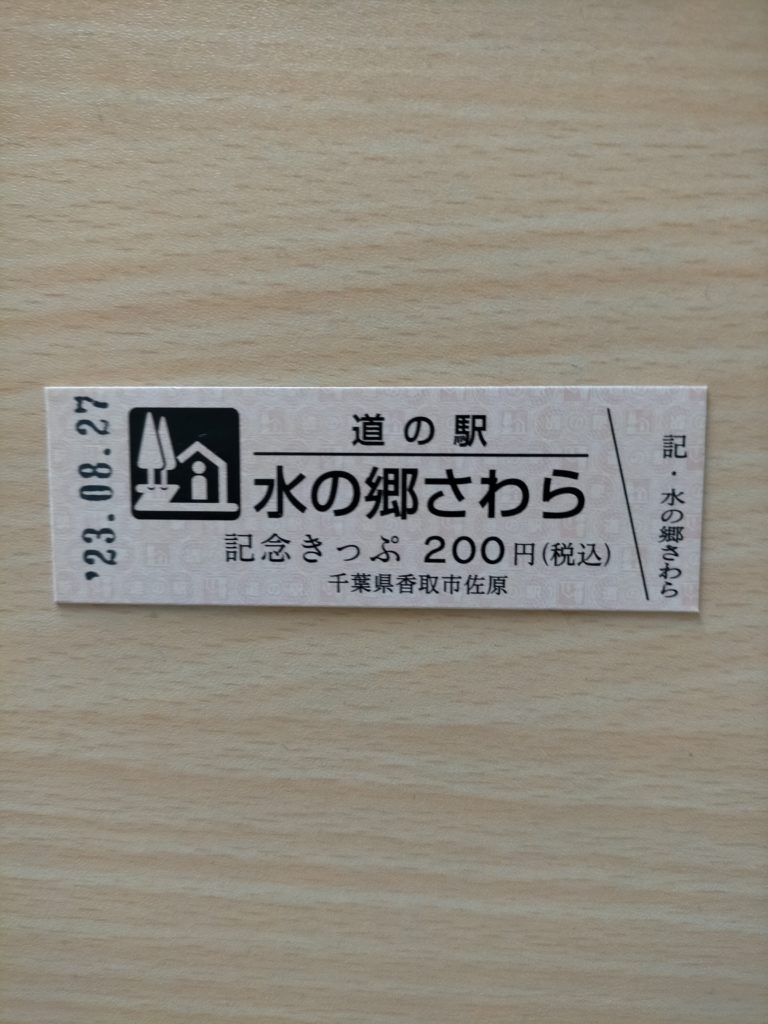 '23.08.27
道の駅
水の郷さわら
記念きっぷ 200円(税込)
千葉県香取市佐原
記・水の郷さわら